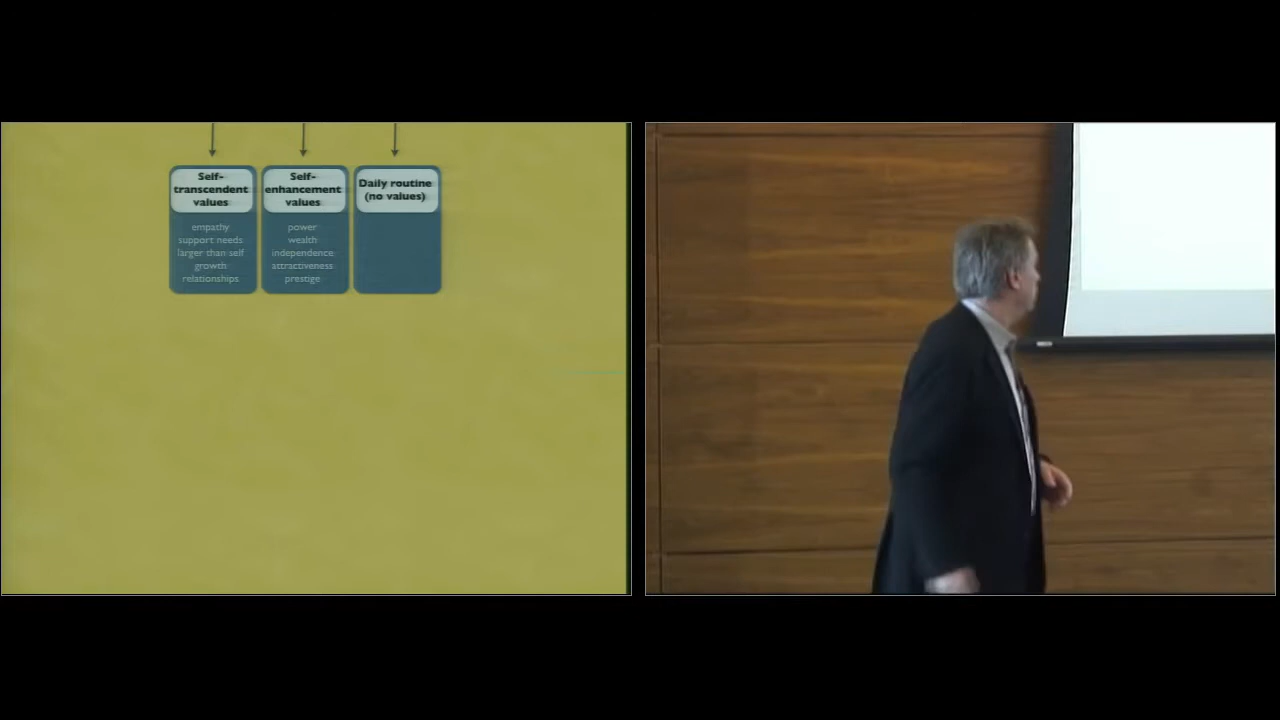 Self-
transcendent
values
empathy
support needs
larger than self
growth
relationships
Self-
enhancement
values
power
wealth
independence
attractiveness
prestige
Daily routine
(no values)